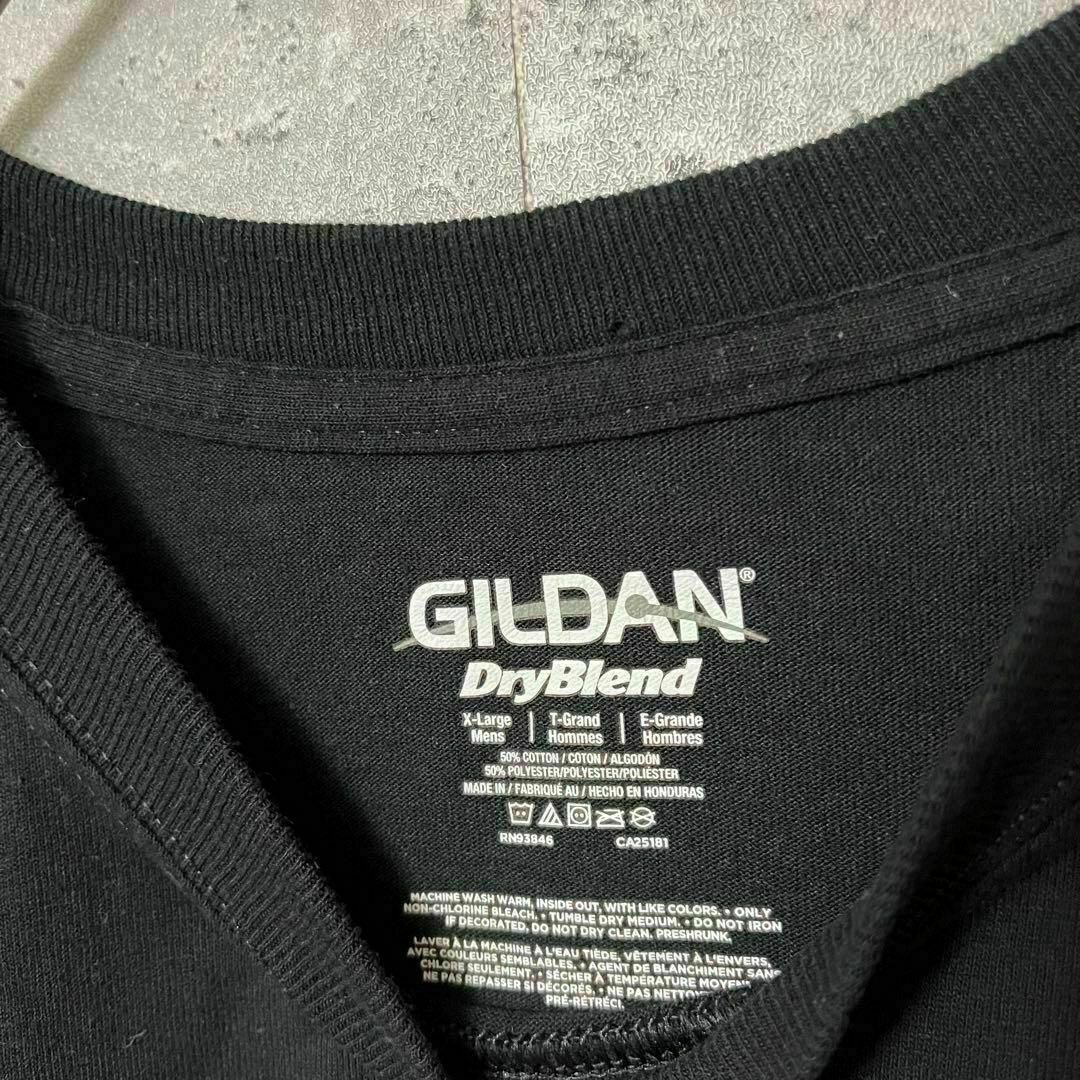 GILDAN®
DryBlend
X-Large | T-Grand | E-Grande
Mens | Hommes | Hombres
50% COTTON / COTON / ALGODÓN
50% POLYESTER/POLYESTER/POLIÉSTER
MADE IN / FABRIQUÉ AU / HECHO EN HONDURAS
RN93846 CA25181
MACHINE WASH WARM, INSIDE OUT, WITH LIKE COLORS. • ONLY
NON-CHLORINE BLEACH. • TUMBLE DRY MEDIUM. • DO NOT IRON
IF DECORATED, DO NOT DRY CLEAN. PRESHRUNK.
LAVER À LA MACHINE À L'EAU TIÈDE, VÊTEMENT À L'ENVERS,
AVEC COULEURS SEMBLABLES. • AGENT DE BLANCHIMENT SANS
CHLORE SEULEMENT. • SÉCHER À TEMPÉRATURE
NE PAS REPASSER SI DÉCORÉS. • NE PAS
PRÉ-RÉTRÉCI.